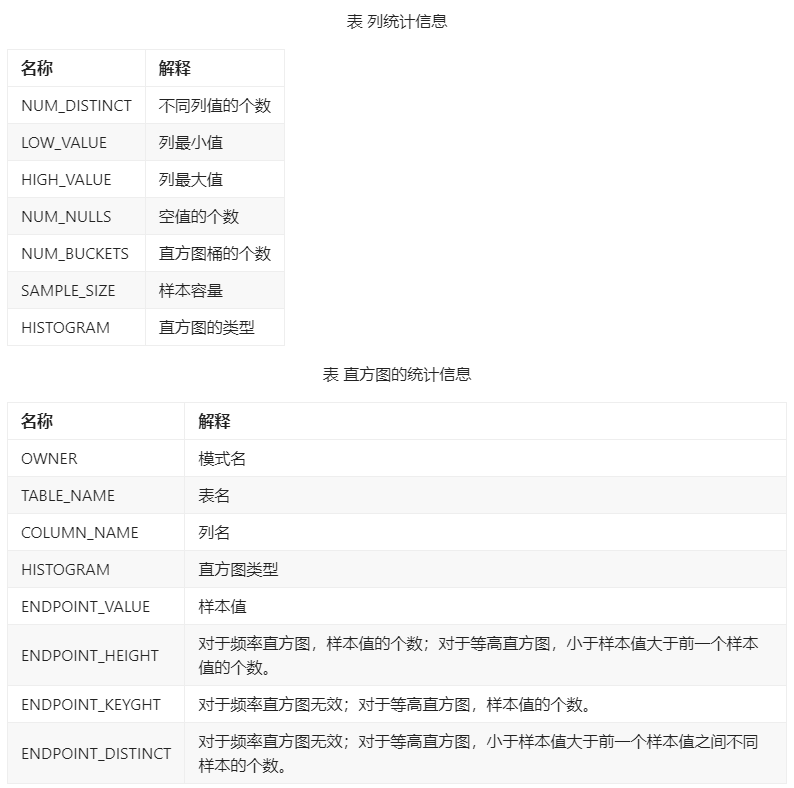 表 列统计信息
名称 解释
NUM_DISTINCT 不同列值的个数
LOW_VALUE 列最小值
HIGH_VALUE 列最大值
NUM_NULLS 空值的个数
NUM_BUCKETS 直方图桶的个数
SAMPLE_SIZE 样本容量
HISTOGRAM 直方图的类型
表 直方图的统计信息
名称 解释
OWNER 模式名
TABLE_NAME 表名
COLUMN_NAME 列名
HISTOGRAM 直方图类型
ENDPOINT_VALUE 样本值
ENDPOINT_HEIGHT 对于频率直方图，样本值的个数；对于等高直方图，小于样本值大于前一个样本
值的个数。
ENDPOINT_KEYGHT 对于频率直方图无效；对于等高直方图，样本值的个数。
ENDPOINT_DISTINCT 对于频率直方图无效；对于等高直方图，小于样本值大于前一个样本值之间不同
样本的个数。